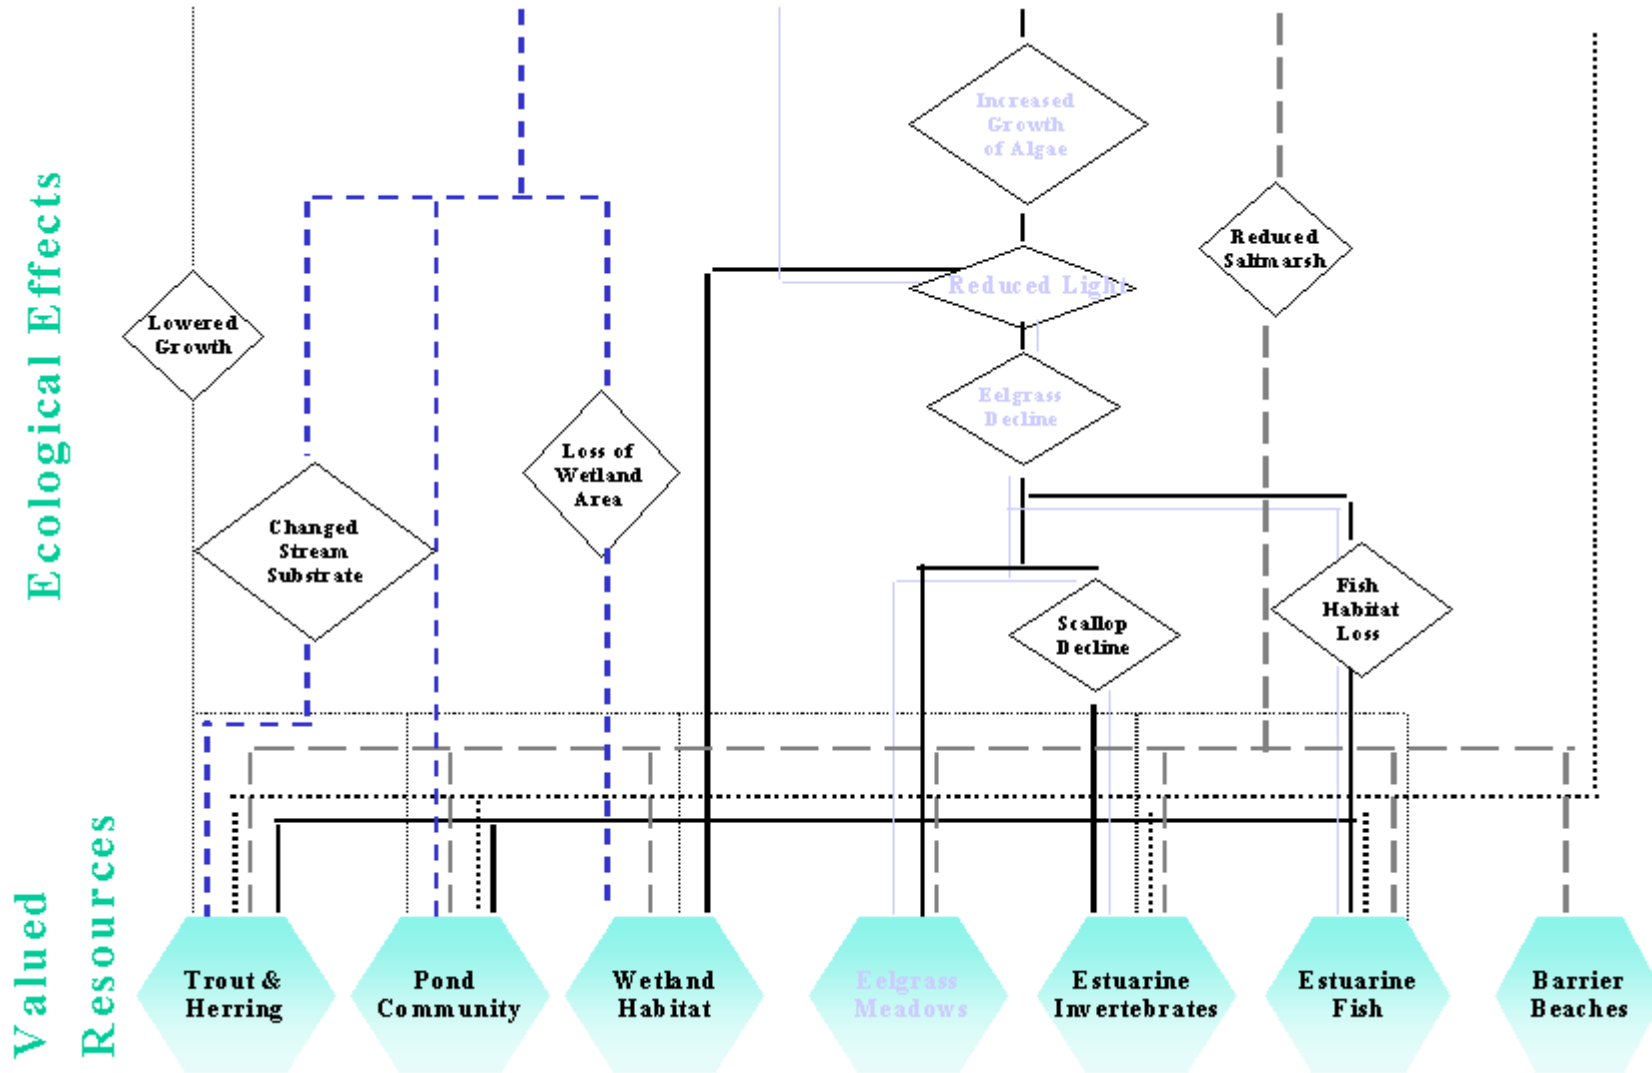 Ecological Effects
Increased
Growth
of Algae
Reduced
Saltmarsh
Reduced Light
Lowered
Growth
Eelgrass
Decline
Loss of
Wetland
Area
Changed
Stream
Substrate
Fish
Habitat
Loss
Scallop
Decline
Valued
Resources
Trout &
Herring
Pond
Community
Wetland
Habitat
Eelgrass
Meadows
Estuarine
Invertebrates
Estuarine
Fish
Barrier
Beaches